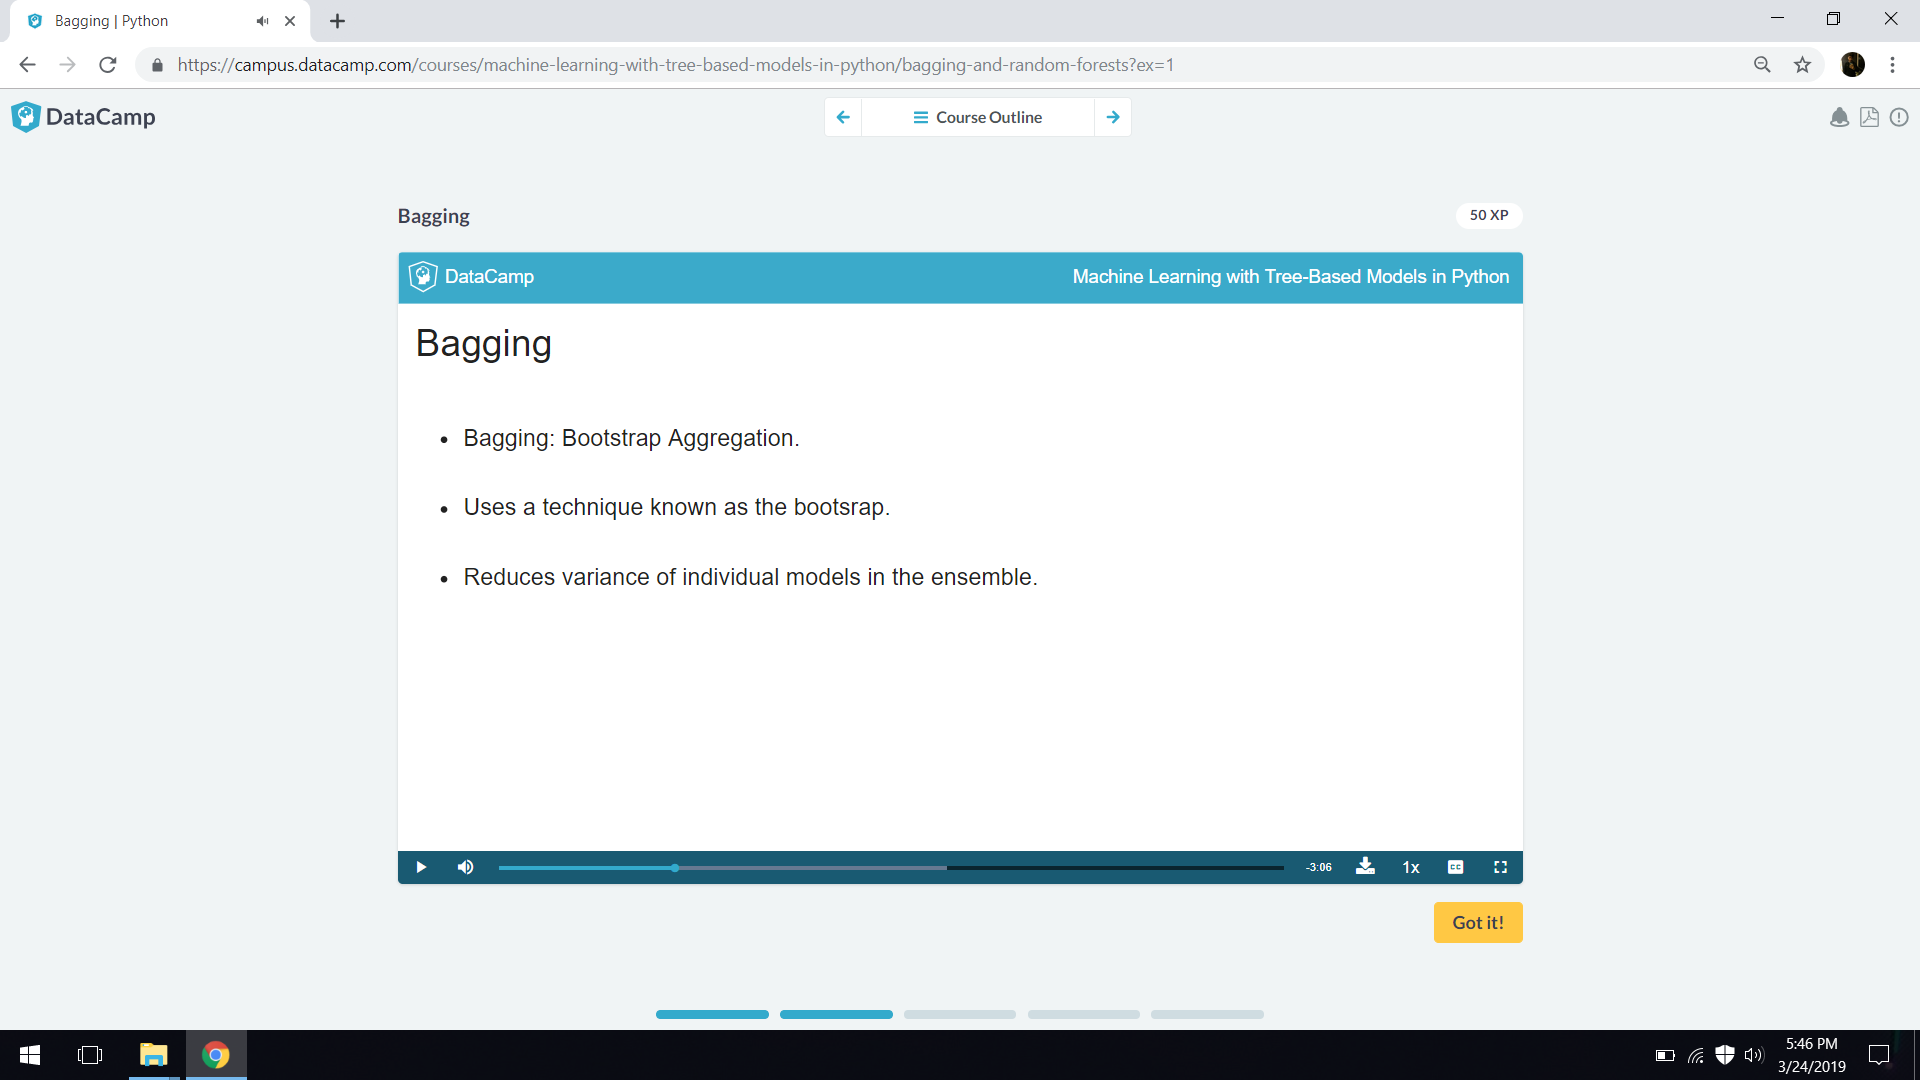 Bagging | Python
https://campus.datacamp.com/courses/machine-learning-with-tree-based-models-in-python/bagging-and-random-forests?ex=1
DataCamp
Course Outline
Bagging
50 XP
DataCamp
Machine Learning with Tree-Based Models in Python
Bagging
• Bagging: Bootstrap Aggregation.
• Uses a technique known as the bootsrap.
• Reduces variance of individual models in the ensemble.
-3:06
1x
CC
Got it!
5:46 PM
3/24/2019